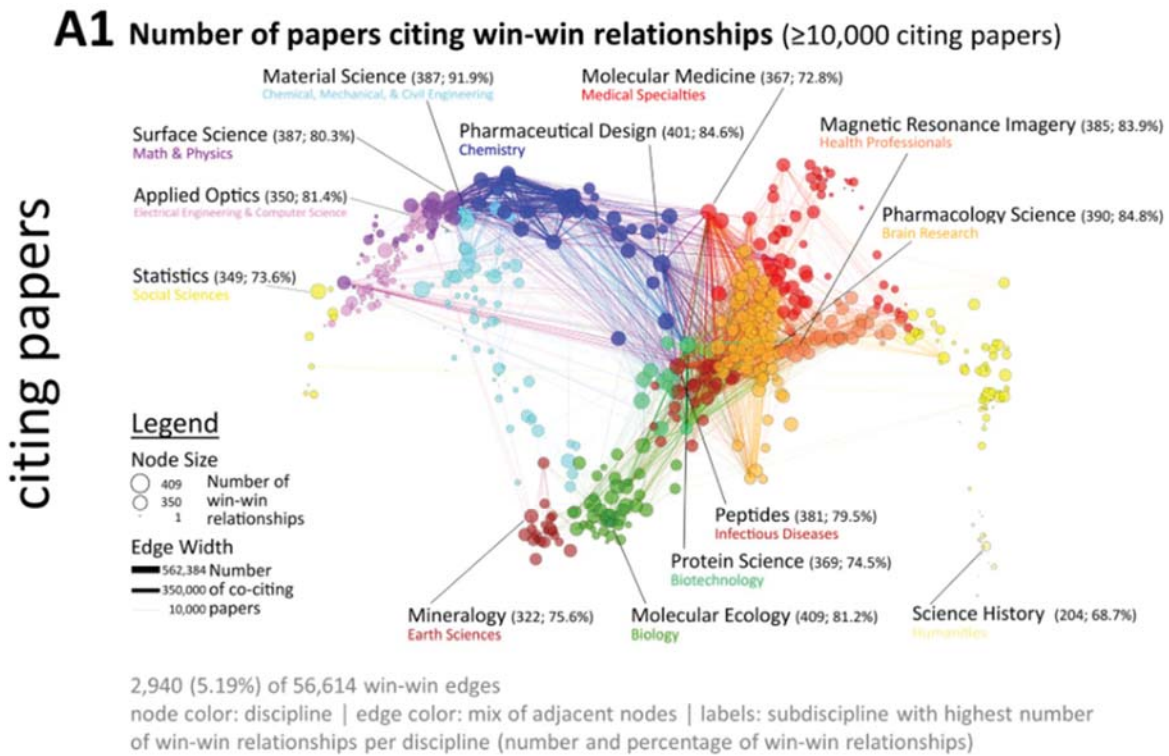 A1 Number of papers citing win-win relationships (≥10,000 citing papers)
Material Science (387; 91.9%)
Chemical, Mechanical, & Civil Engineering
Molecular Medicine (367; 72.8%)
Medical Specialties
Surface Science (387; 80.3%)
Math & Physics
Pharmaceutical Design (401; 84.6%)
Chemistry
Magnetic Resonance Imagery (385; 83.9%)
Health Professionals
Applied Optics (350; 81.4%)
Electrical Engineering & Computer Science
Pharmacology Science (390; 84.8%)
Brain Research
Statistics (349; 73.6%)
Social Sciences
citing papers
Legend
Node Size
409 Number of
350 win-win
1 relationships
Edge Width
562,384 Number
350,000 of co-citing
10,000 papers
Peptides (381; 79.5%)
Infectious Diseases
Protein Science (369; 74.5%)
Biotechnology
Mineralogy (322; 75.6%)
Earth Sciences
Molecular Ecology (409; 81.2%)
Biology
Science History (204; 68.7%)
Humanities
2,940 (5.19%) of 56,614 win-win edges
node color: discipline | edge color: mix of adjacent nodes | labels: subdiscipline with highest number
of win-win relationships per discipline (number and percentage of win-win relationships)